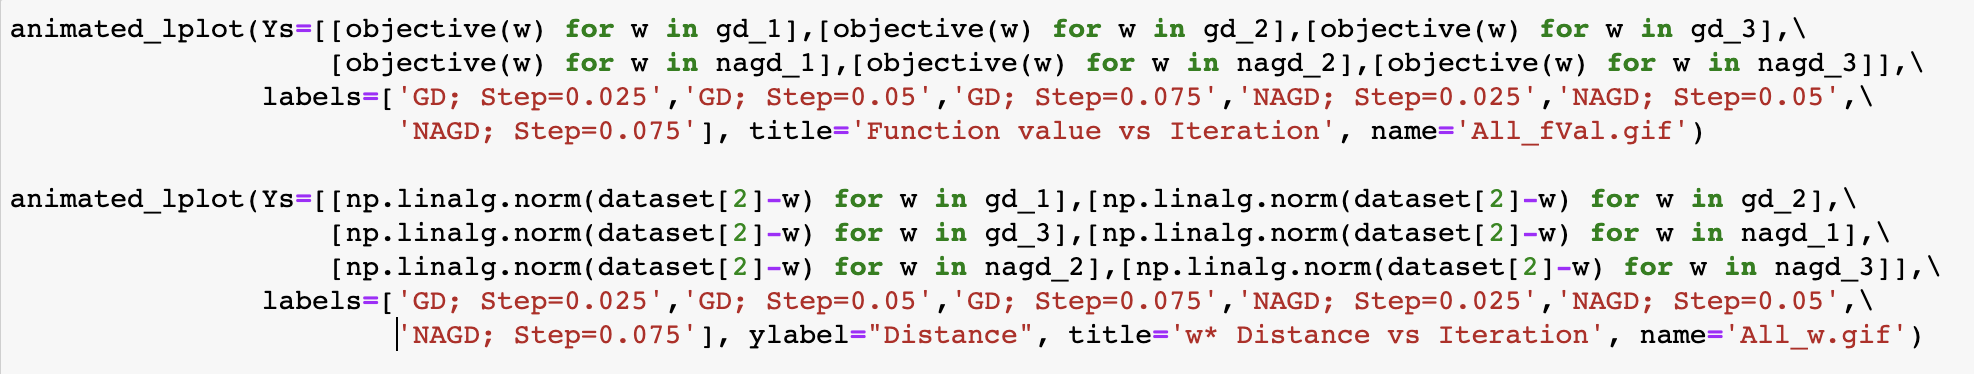 animated_lplot(Ys=[[objective(w) for w in gd_1],[objective(w) for w in gd_2],[objective(w) for w in gd_3],\
                   [objective(w) for w in nagd_1],[objective(w) for w in nagd_2],[objective(w) for w in nagd_3]],\
               labels=['GD; Step=0.025','GD; Step=0.05','GD; Step=0.075','NAGD; Step=0.025','NAGD; Step=0.05',\
                       'NAGD; Step=0.075'], title='Function value vs Iteration', name='All_fVal.gif')

animated_lplot(Ys=[[np.linalg.norm(dataset[2]-w) for w in gd_1],[np.linalg.norm(dataset[2]-w) for w in gd_2],\
                   [np.linalg.norm(dataset[2]-w) for w in gd_3],[np.linalg.norm(dataset[2]-w) for w in nagd_1],\
                   [np.linalg.norm(dataset[2]-w) for w in nagd_2],[np.linalg.norm(dataset[2]-w) for w in nagd_3]],\
               labels=['GD; Step=0.025','GD; Step=0.05','GD; Step=0.075','NAGD; Step=0.025','NAGD; Step=0.05',\
                       'NAGD; Step=0.075'], ylabel="Distance", title='w* Distance vs Iteration', name='All_w.gif')